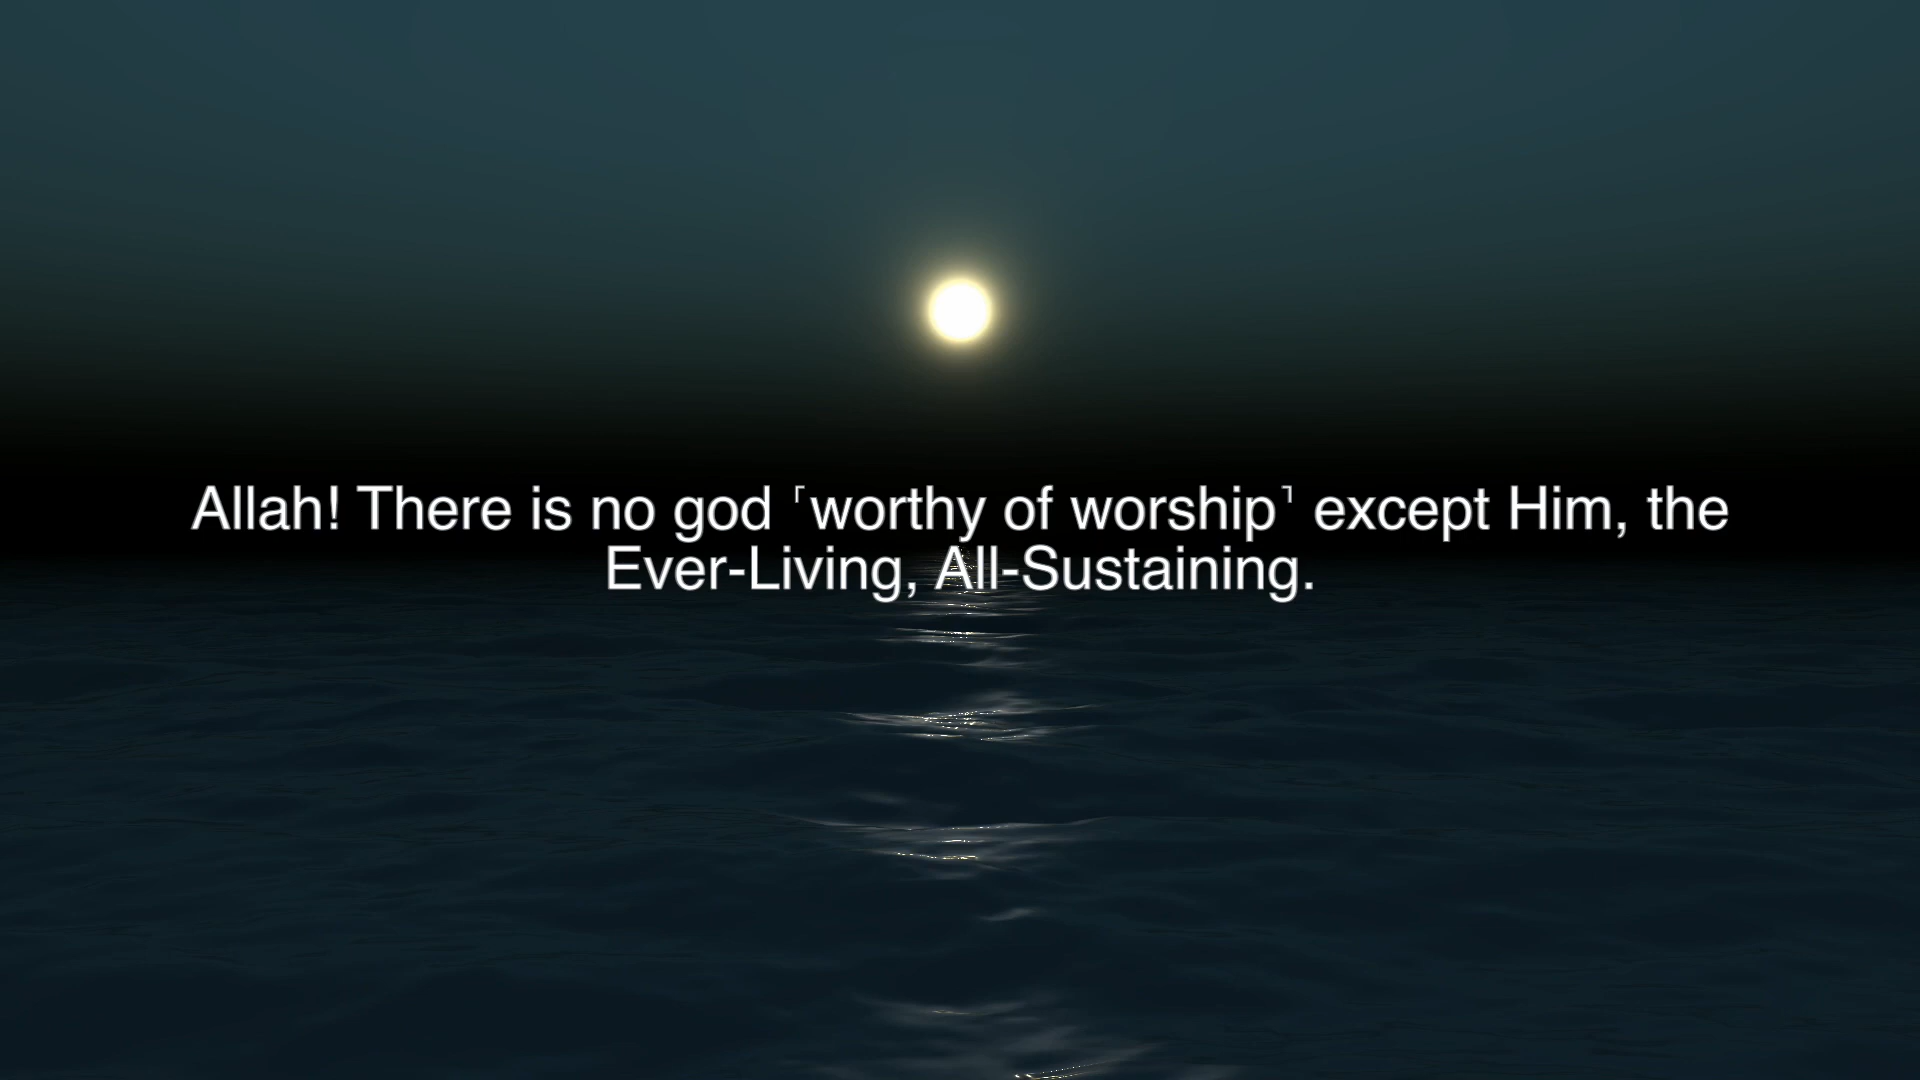 Allah! There is no god ˹worthy of worship˺ except Him, the
Ever-Living, All-Sustaining.